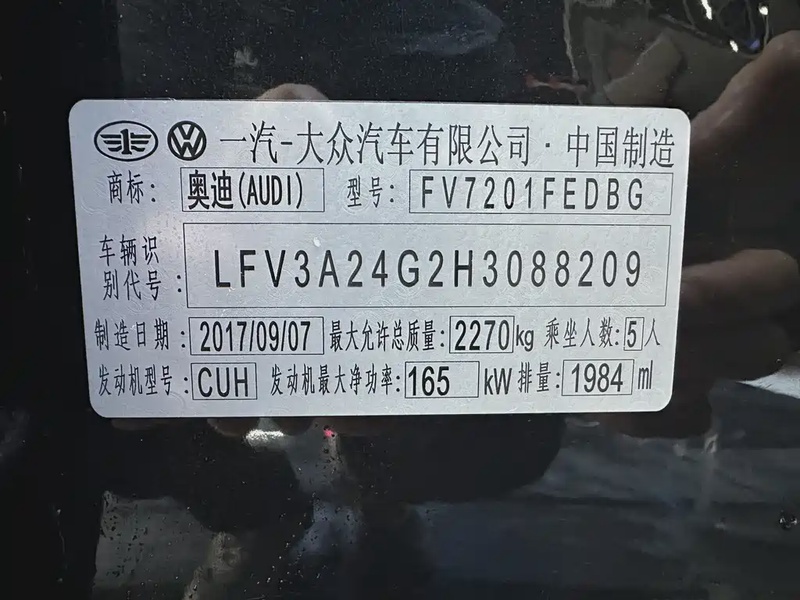 一汽-大众汽车有限公司·中国制造
商标: 奥迪(AUDI) 型号: FV7201FEDBG
车辆识别代号: LFV3A24G2H3088209
制造日期: 2017/09/07 最大允许总质量: 2270kg 乘坐人数: 5人
发动机型号: CUH 发动机最大净功率: 165 kW 排量: 1984 ml